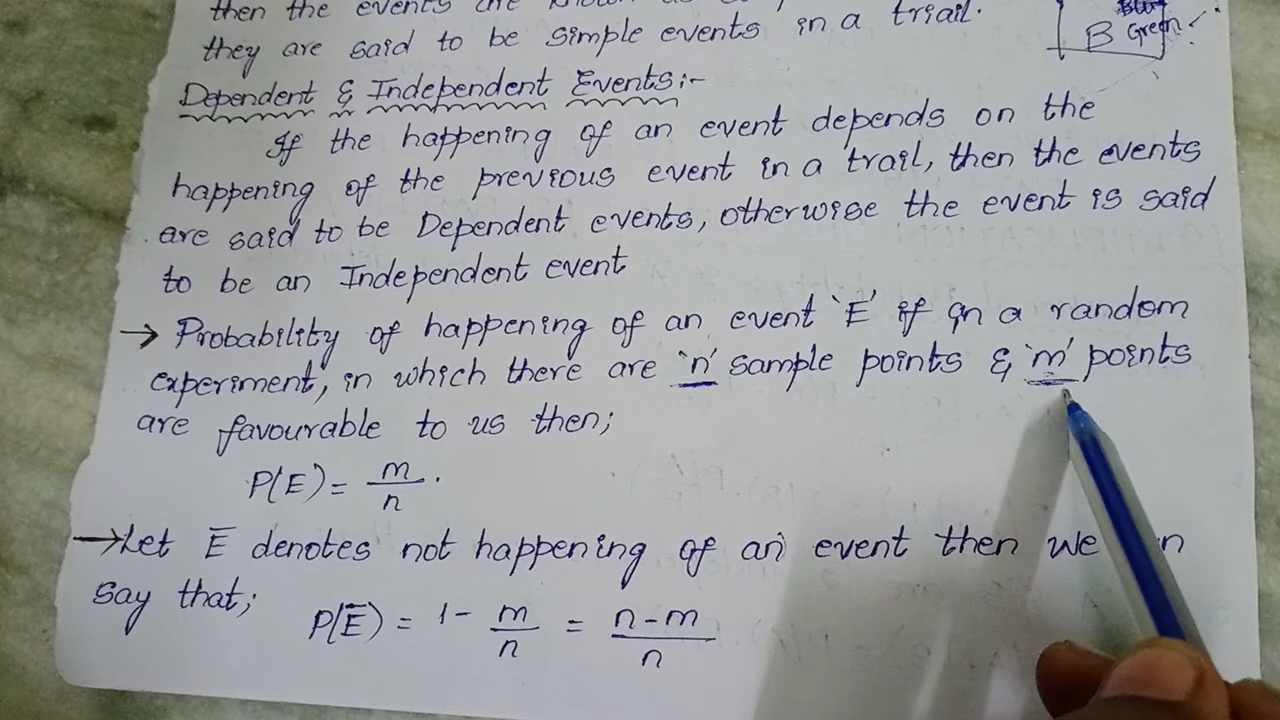 then the events are known as
they are said to be simple events in a trail.
B Green
Dependent & Independent Events:-
If the happening of an event depends on the
happening of the previous event in a trail, then the events
are said to be Dependent events, otherwise the event is said
to be an Independent event
→ Probability of happening of an event 'E' if in a random
experiment, in which there are 'n' sample points & 'm' points
are favourable to us then;
P(E) = m/n.
→ Let E̅ denotes not happening of an event then we
say that;
P(E̅) = 1 - m/n = n-m/n